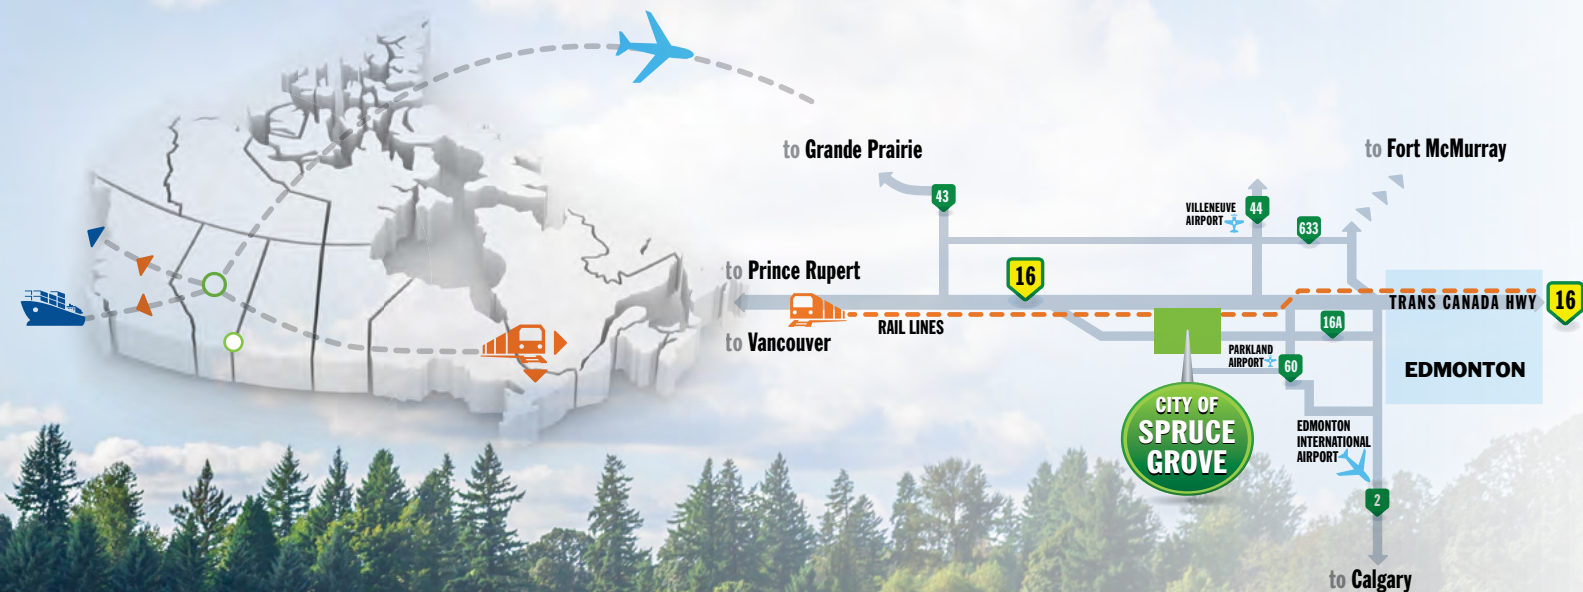 to Grande Prairie
to Fort McMurray
43
VILLENEUVE
AIRPORT
44
633
to Prince Rupert
16
TRANS CANADA HWY
16
RAIL LINES
16A
to Vancouver
PARKLAND
AIRPORT
60
EDMONTON
CITY OF
SPRUCE
GROVE
EDMONTON
INTERNATIONAL
AIRPORT
2
to Calgary